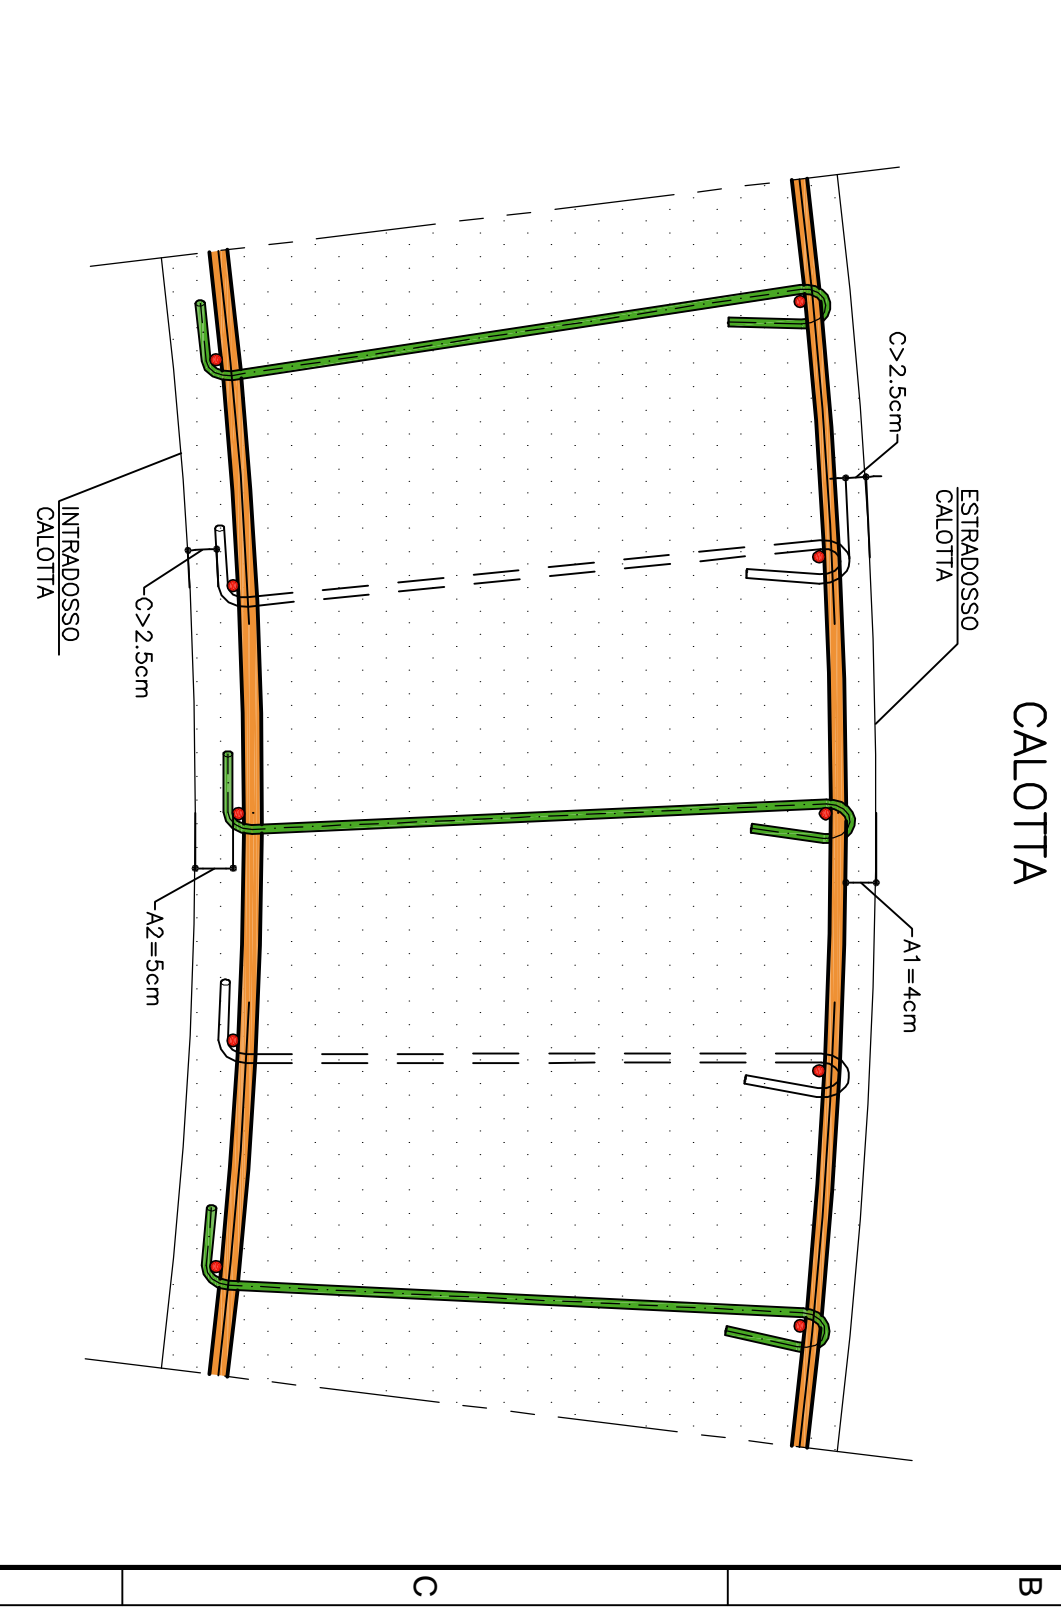 CALOTTA
ESTRADOSSO
CALOTTA
C>2.5cm
A1=4cm
C>2.5cm
A2=5cm
INTRADOSSO
CALOTTA
B
C